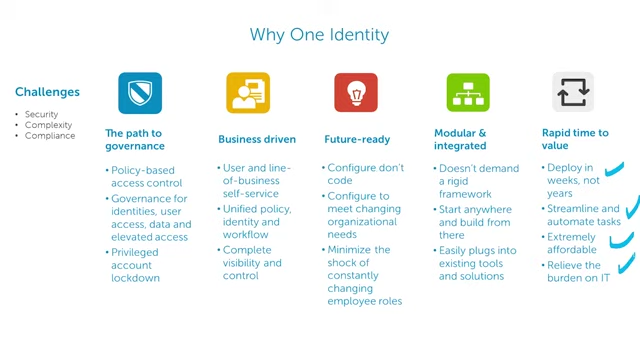 Why One Identity
Challenges
• Security
• Complexity
• Compliance
The path to
governance
• Policy-based
access control
• Governance for
identities, user
access, data and
elevated access
• Privileged
account
lockdown
Business driven
• User and line-
of-business
self-service
• Unified policy,
identity and
workflow
• Complete
visibility and
control
Future-ready
• Configure don't
code
• Configure to
meet changing
organizational
needs
• Minimize the
shock of
constantly
changing
employee roles
Modular &
integrated
• Doesn't demand
a rigid
framework
• Start anywhere
and build from
there
• Easily plugs into
existing tools
and solutions
Rapid time to
value
• Deploy in
weeks, not
years
• Streamline and
automate tasks
• Extremely
affordable
• Relieve the
burden on IT